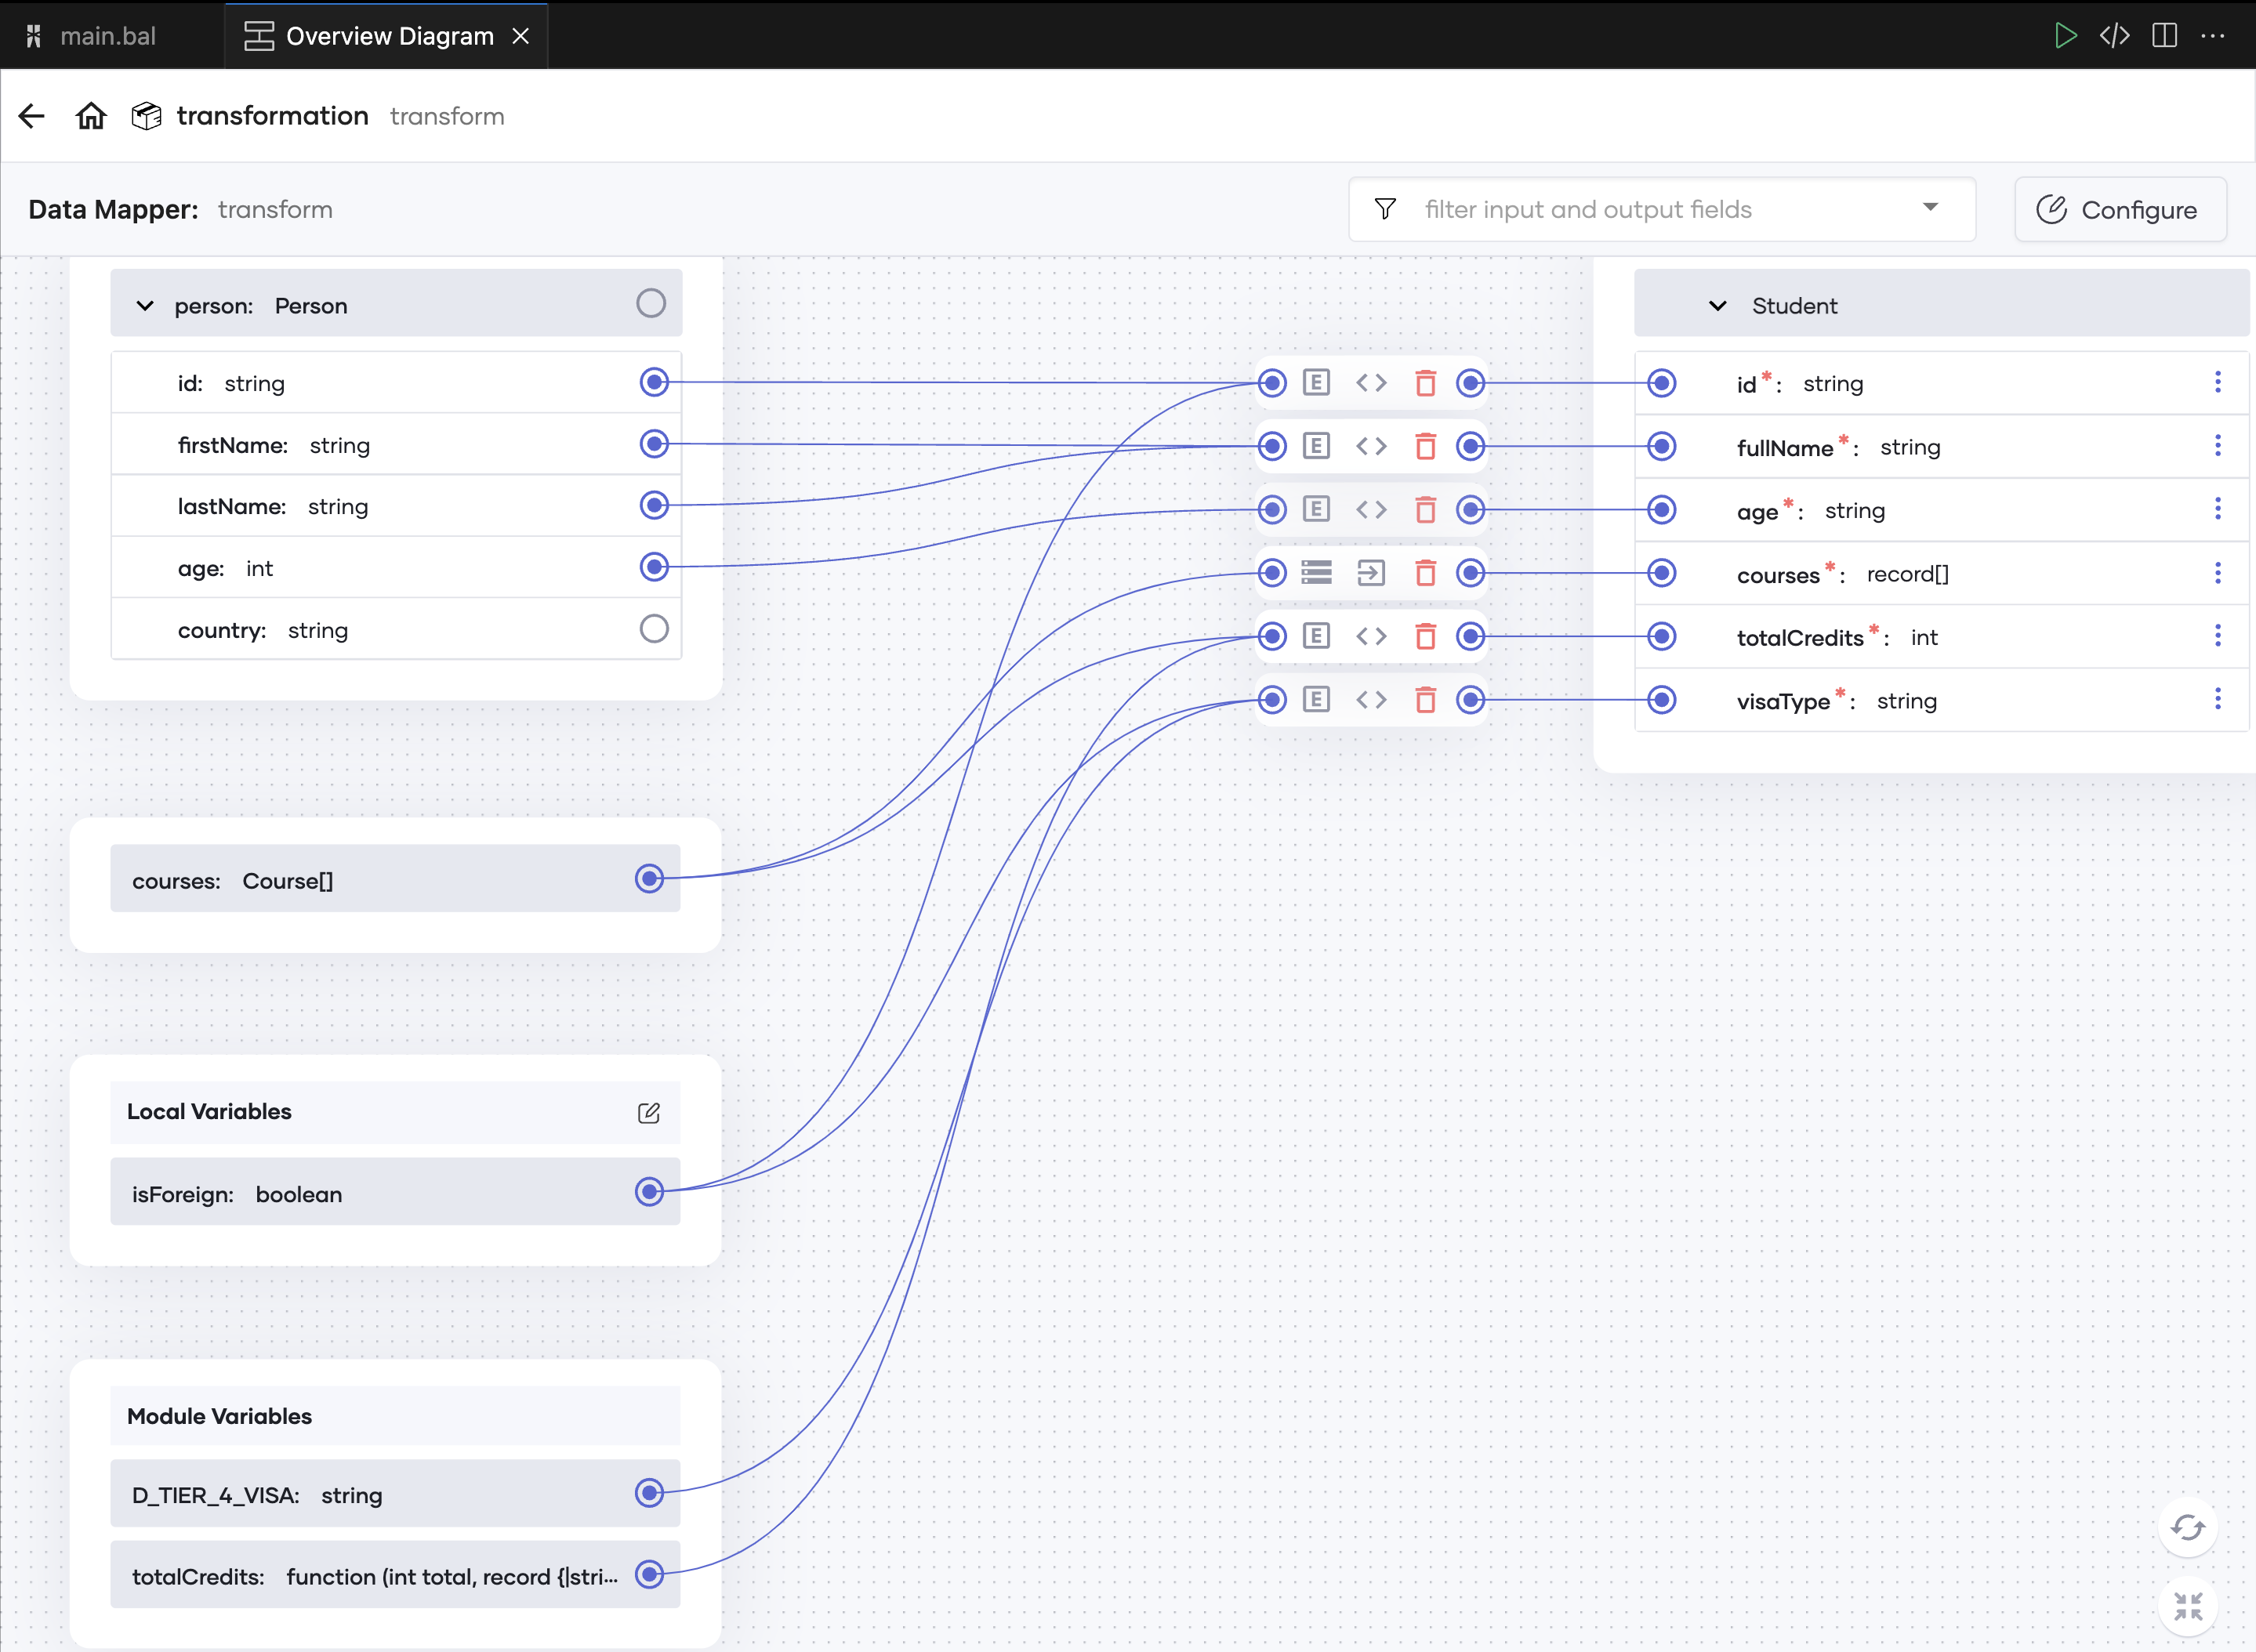 main.bal
Overview Diagram
transformation transform
Data Mapper: transform
filter input and output fields
Configure
person: Person
id: string
firstName: string
lastName: string
age: int
country: string
courses: Course[]
Local Variables
isForeign: boolean
Module Variables
D_TIER_4_VISA: string
totalCredits: function (int total, record {|stri...
E
E
E
E
E
Student
id*: string
fullName*: string
age*: string
courses*: record[]
totalCredits*: int
visaType*: string